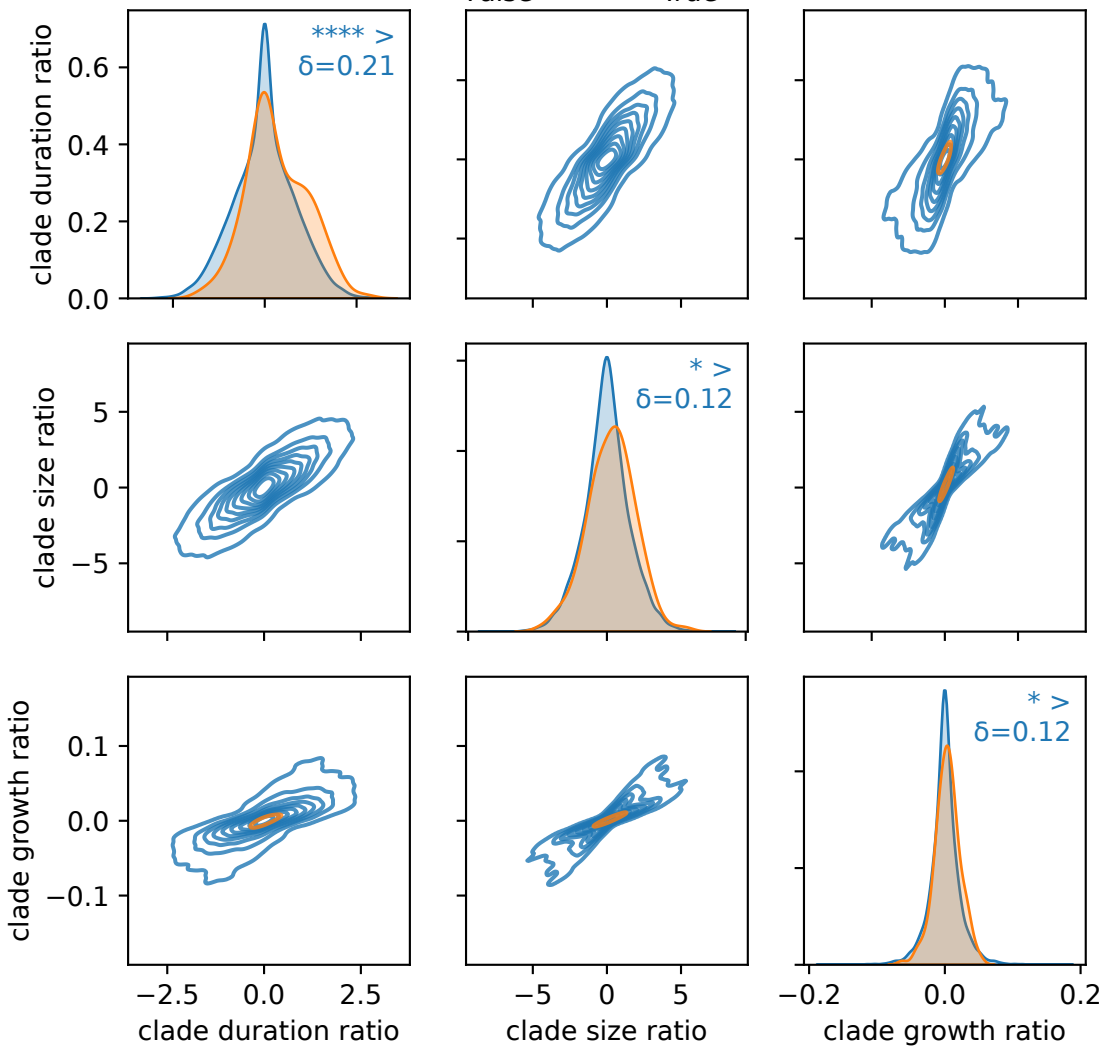 **** >
δ=0.21
clade duration ratio
0.6
0.4
0.2
0.0
* >
δ=0.12
clade size ratio
5
0
−5
* >
δ=0.12
clade growth ratio
0.1
0.0
−0.1
−2.5 0.0 2.5
−5 0 5
−0.2 0.0 0.2
clade duration ratio
clade size ratio
clade growth ratio